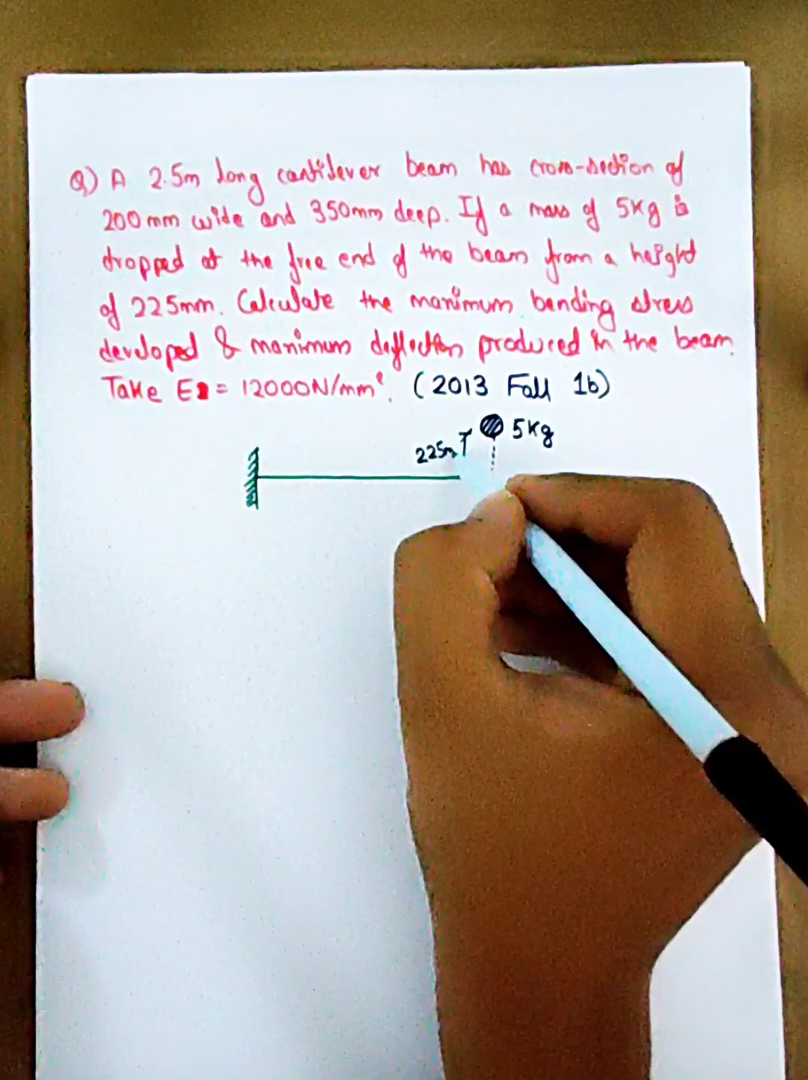 Q) A 2.5m long cantilever beam has cross-section of
200 mm wide and 350mm deep. If a mass of 5Kg is
dropped at the free end of the beam from a height
of 225mm. Calculate the maximum bending stress
developed & maximum deflection produced in the beam.
Take E = 12000N/mm². (2013 Fall 1b)
5Kg
225m